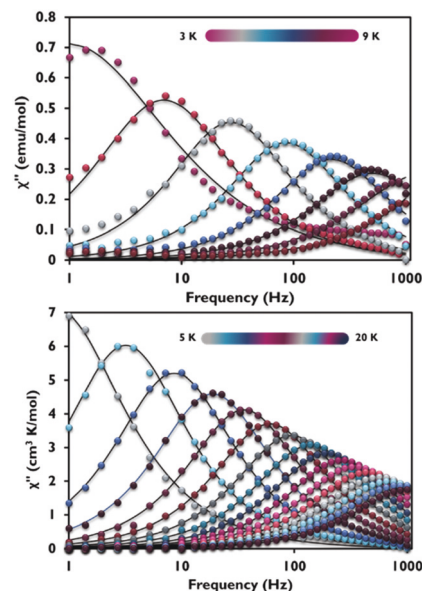 0.8
3 K 9 K
0.7
0.6
0.5
0.4
0.3
0.2
0.1
0
χ'' (emu/mol)
1 10 100 1000
Frequency (Hz)
7
5 K 20 K
6
5
4
3
2
1
0
χ'' (cm³ K/mol)
1 10 100 1000
Frequency (Hz)